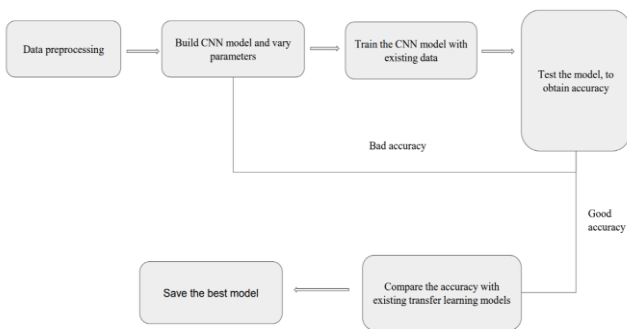 Data preprocessing
Build CNN model and vary
parameters
Train the CNN model with
existing data
Test the model, to
obtain accuracy
Bad accuracy
Good
accuracy
Save the best model
Compare the accuracy with
existing transfer learning models